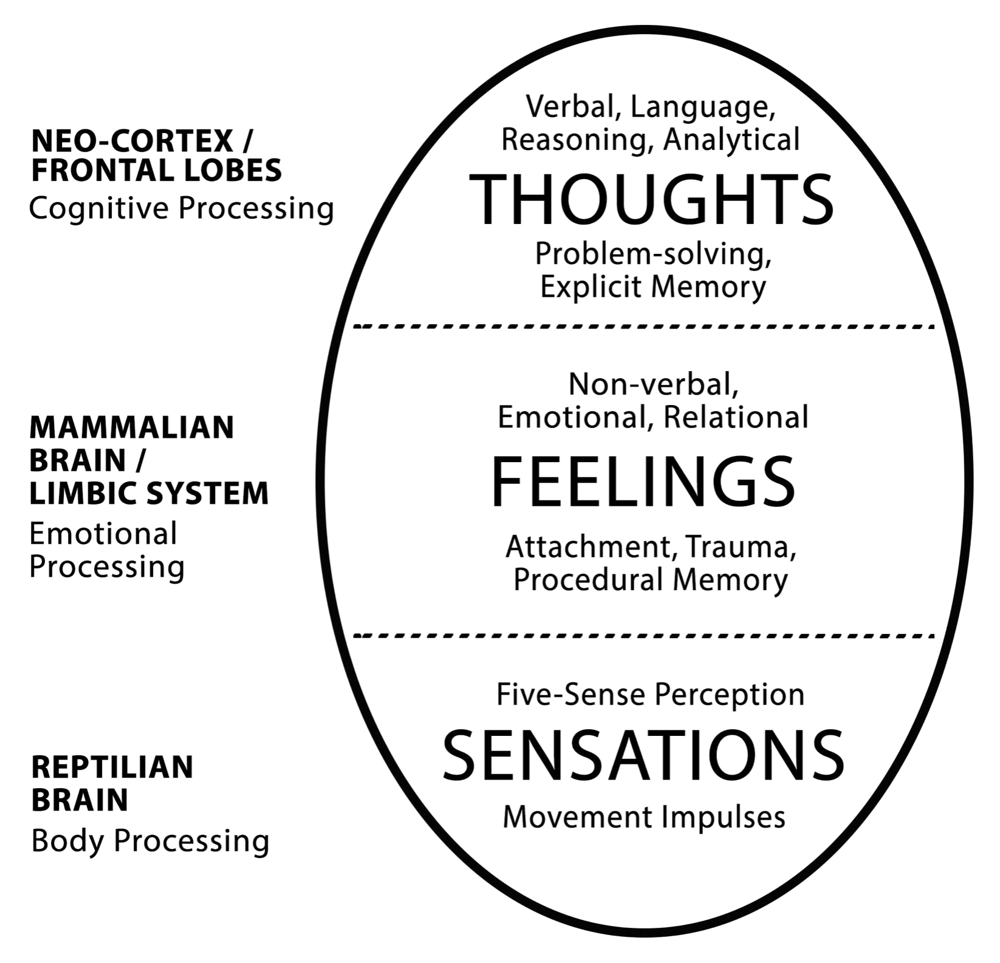 NEO-CORTEX /
FRONTAL LOBES
Cognitive Processing
Verbal, Language,
Reasoning, Analytical
THOUGHTS
Problem-solving,
Explicit Memory
MAMMALIAN
BRAIN /
LIMBIC SYSTEM
Emotional
Processing
Non-verbal,
Emotional, Relational
FEELINGS
Attachment, Trauma,
Procedural Memory
REPTILIAN
BRAIN
Body Processing
Five-Sense Perception
SENSATIONS
Movement Impulses